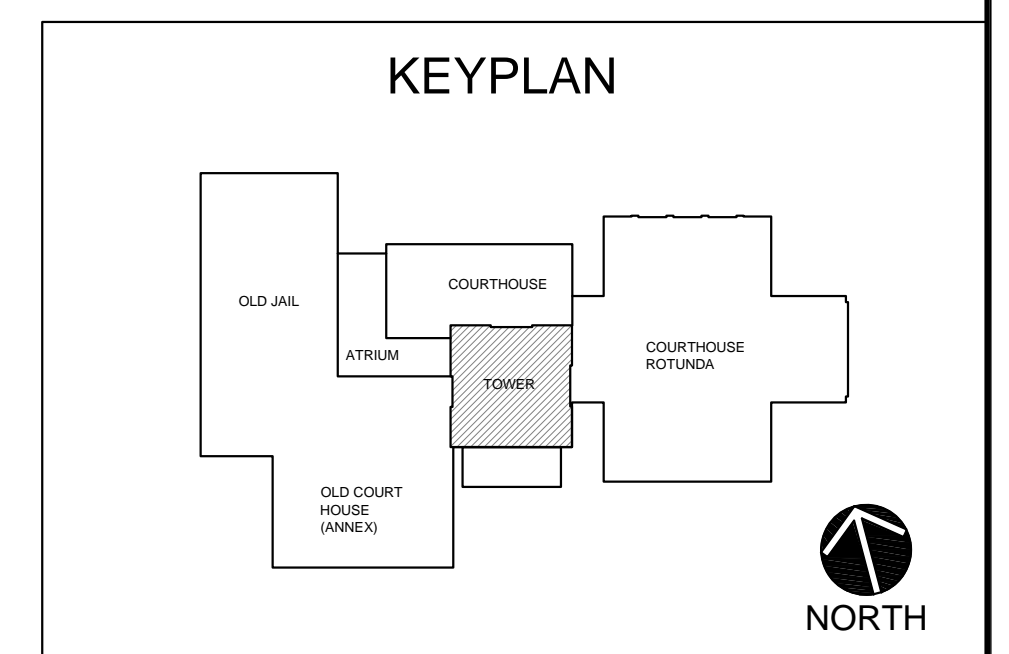 KEYPLAN
OLD JAIL
COURTHOUSE
ATRIUM
TOWER
COURTHOUSE
ROTUNDA
OLD COURT
HOUSE
(ANNEX)
NORTH